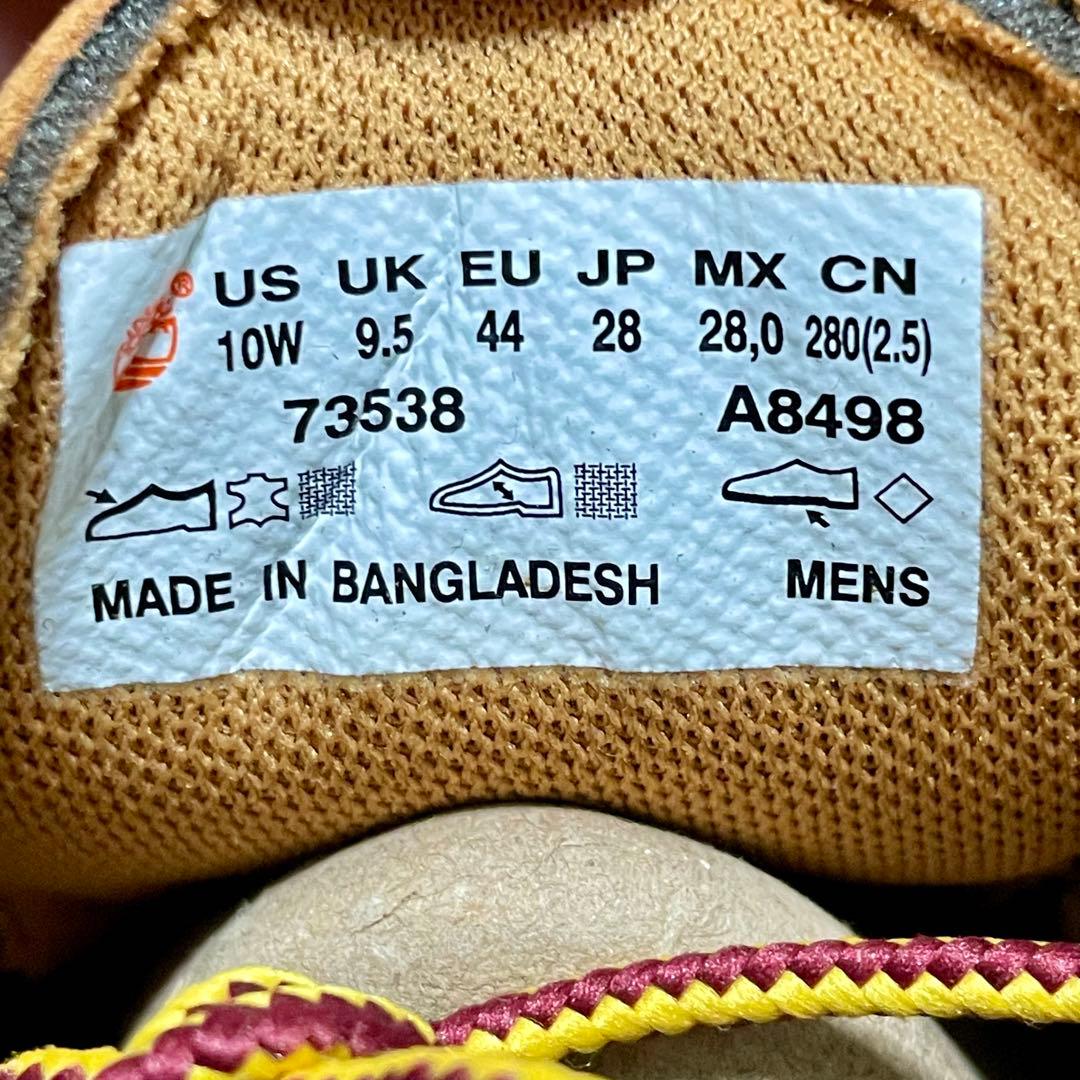 US UK EU JP MX CN
10W 9.5 44 28 28,0 280(2.5)
73538 A8498
MADE IN BANGLADESH MENS